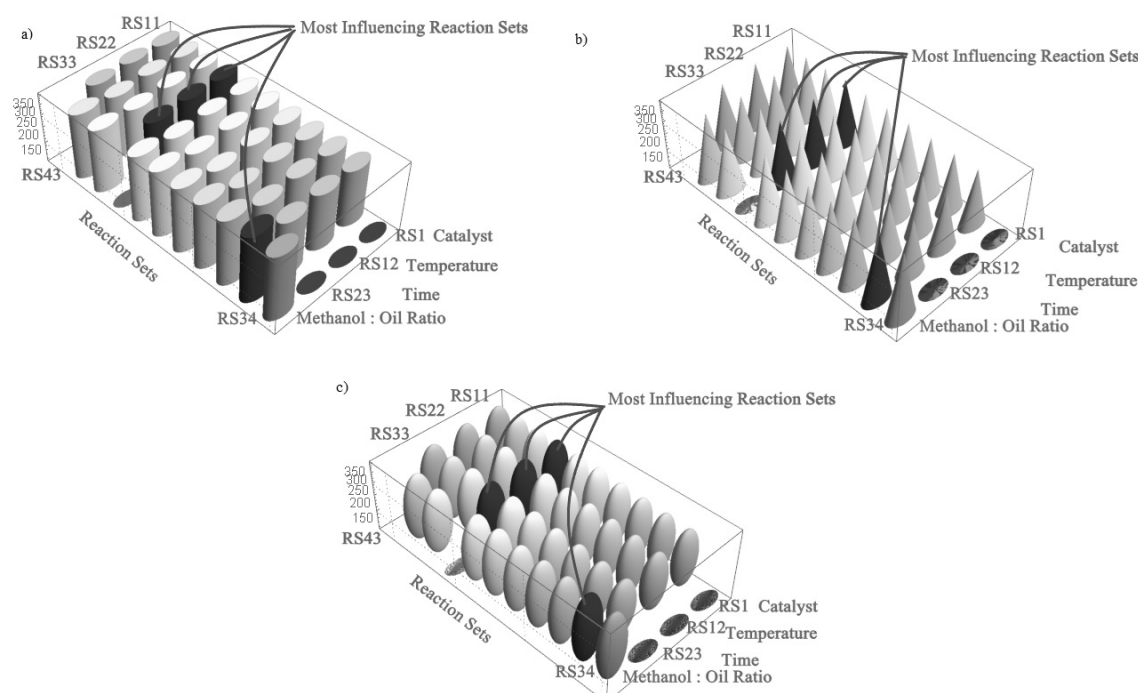 a)
RS11
RS22
RS33
Most Influencing Reaction Sets
350
300
250
200
150
RS43
Reaction Sets
RS1 Catalyst
RS12 Temperature
RS23 Time
RS34 Methanol : Oil Ratio
b)
RS11
RS22
RS33
Most Influencing Reaction Sets
350
300
250
200
150
RS43
Reaction Sets
RS1 Catalyst
RS12 Temperature
RS23 Time
RS34 Methanol : Oil Ratio
c)
RS11
RS22
RS33
Most Influencing Reaction Sets
350
300
250
200
150
RS43
Reaction Sets
RS1 Catalyst
RS12 Temperature
RS23 Time
RS34 Methanol : Oil Ratio